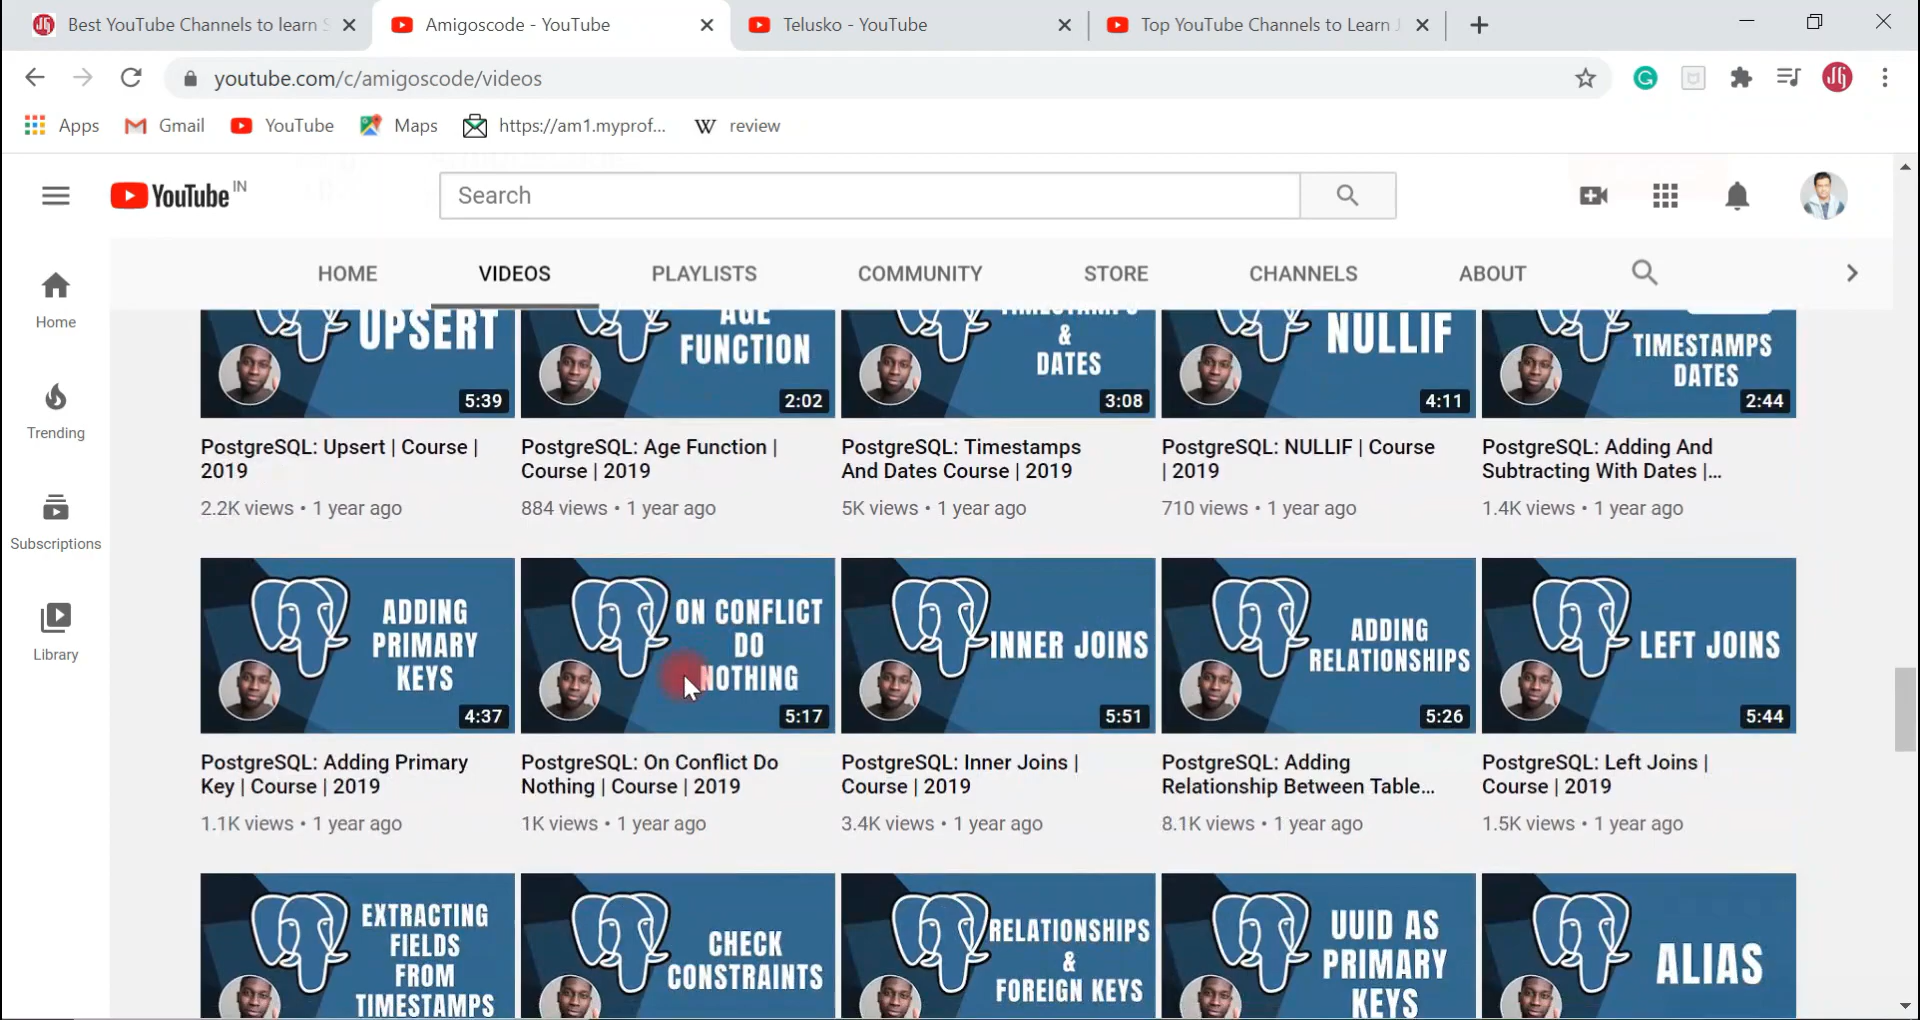 Best YouTube Channels to learn S
Amigoscode - YouTube
Telusko - YouTube
Top YouTube Channels to Learn J
youtube.com/c/amigoscode/videos
Apps
Gmail
YouTube
Maps
https://am1.myprof...
review
YouTube IN
Search
HOME
VIDEOS
PLAYLISTS
COMMUNITY
STORE
CHANNELS
ABOUT
Home
Trending
Subscriptions
Library
UPSERT
5:39
AGE
FUNCTION
2:02
TIMESTAMPS
&
DATES
3:08
NULLIF
4:11
TIMESTAMPS
DATES
2:44
PostgreSQL: Upsert | Course |
2019
2.2K views • 1 year ago
PostgreSQL: Age Function |
Course | 2019
884 views • 1 year ago
PostgreSQL: Timestamps
And Dates Course | 2019
5K views • 1 year ago
PostgreSQL: NULLIF | Course
| 2019
710 views • 1 year ago
PostgreSQL: Adding And
Subtracting With Dates |...
1.4K views • 1 year ago
ADDING
PRIMARY
KEYS
4:37
ON CONFLICT
DO
NOTHING
5:17
INNER JOINS
5:51
ADDING
RELATIONSHIPS
5:26
LEFT JOINS
5:44
PostgreSQL: Adding Primary
Key | Course | 2019
1.1K views • 1 year ago
PostgreSQL: On Conflict Do
Nothing | Course | 2019
1K views • 1 year ago
PostgreSQL: Inner Joins |
Course | 2019
3.4K views • 1 year ago
PostgreSQL: Adding
Relationship Between Table...
8.1K views • 1 year ago
PostgreSQL: Left Joins |
Course | 2019
1.5K views • 1 year ago
EXTRACTING
FIELDS
FROM
TIMESTAMPS
CHECK
CONSTRAINTS
RELATIONSHIPS
&
FOREIGN KEYS
UUID AS
PRIMARY
KEYS
ALIAS